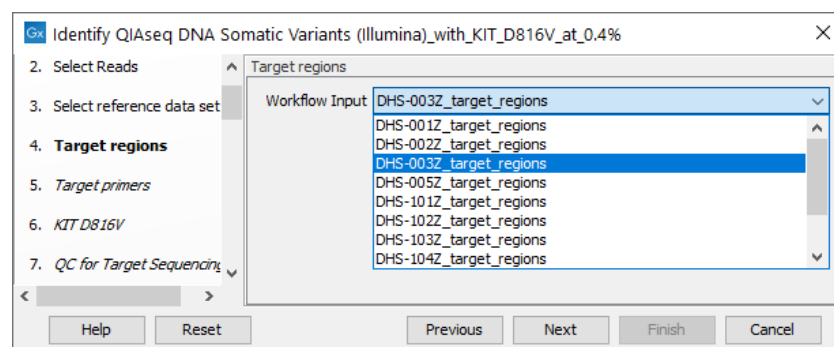 Gx Identify QIAseq DNA Somatic Variants (Illumina)_with_KIT_D816V_at_0.4%
2. Select Reads
3. Select reference data set
4. Target regions
5. Target primers
6. KIT D816V
7. QC for Target Sequencing
Target regions
Workflow Input DHS-003Z_target_regions
DHS-001Z_target_regions
DHS-002Z_target_regions
DHS-003Z_target_regions
DHS-005Z_target_regions
DHS-101Z_target_regions
DHS-102Z_target_regions
DHS-103Z_target_regions
DHS-104Z_target_regions
Help Reset Previous Next Finish Cancel